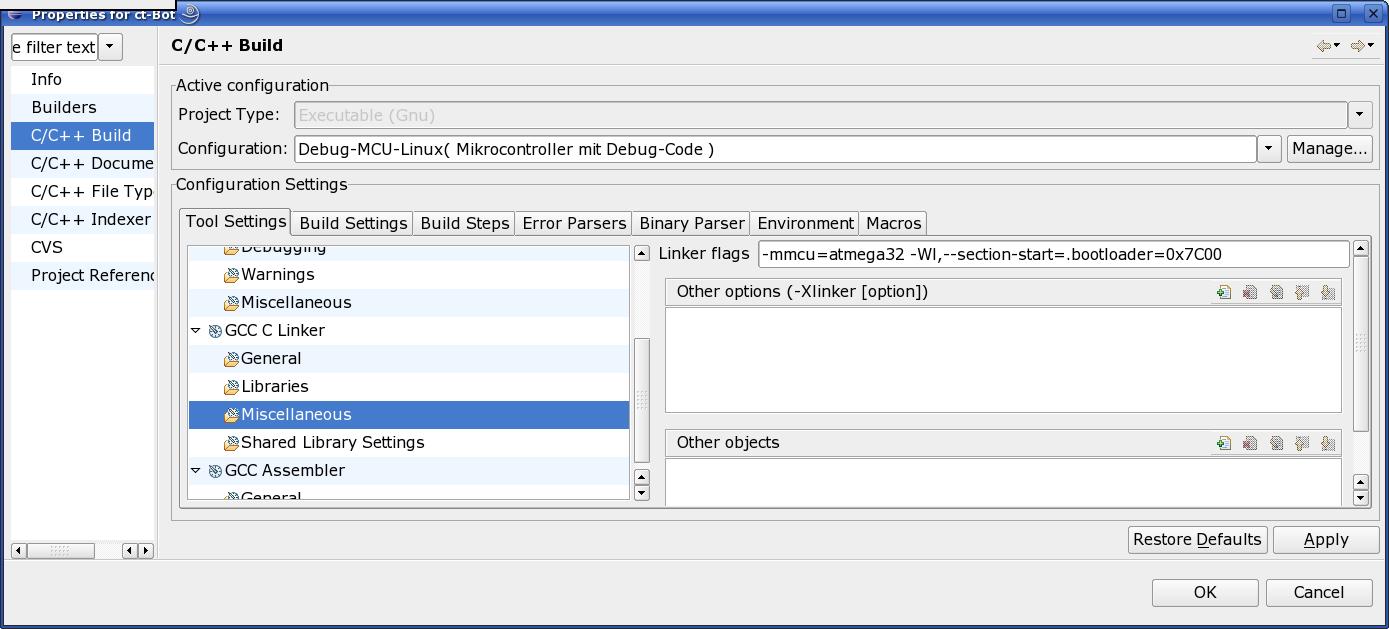 Properties for ct-Bot
e filter text
Info
Builders
C/C++ Build
C/C++ Docume
C/C++ File Typ
C/C++ Indexer
CVS
Project Referenc
C/C++ Build
Active configuration
Project Type: Executable (Gnu)
Configuration: Debug-MCU-Linux( Mikrocontroller mit Debug-Code ) Manage...
Configuration Settings
Tool Settings Build Settings Build Steps Error Parsers Binary Parser Environment Macros
Debugging
Warnings
Miscellaneous
GCC C Linker
General
Libraries
Miscellaneous
Shared Library Settings
GCC Assembler
General
Linker flags -mmcu=atmega32 -Wl,--section-start=.bootloader=0x7C00
Other options (-Xlinker [option])
Other objects
Restore Defaults Apply
OK Cancel